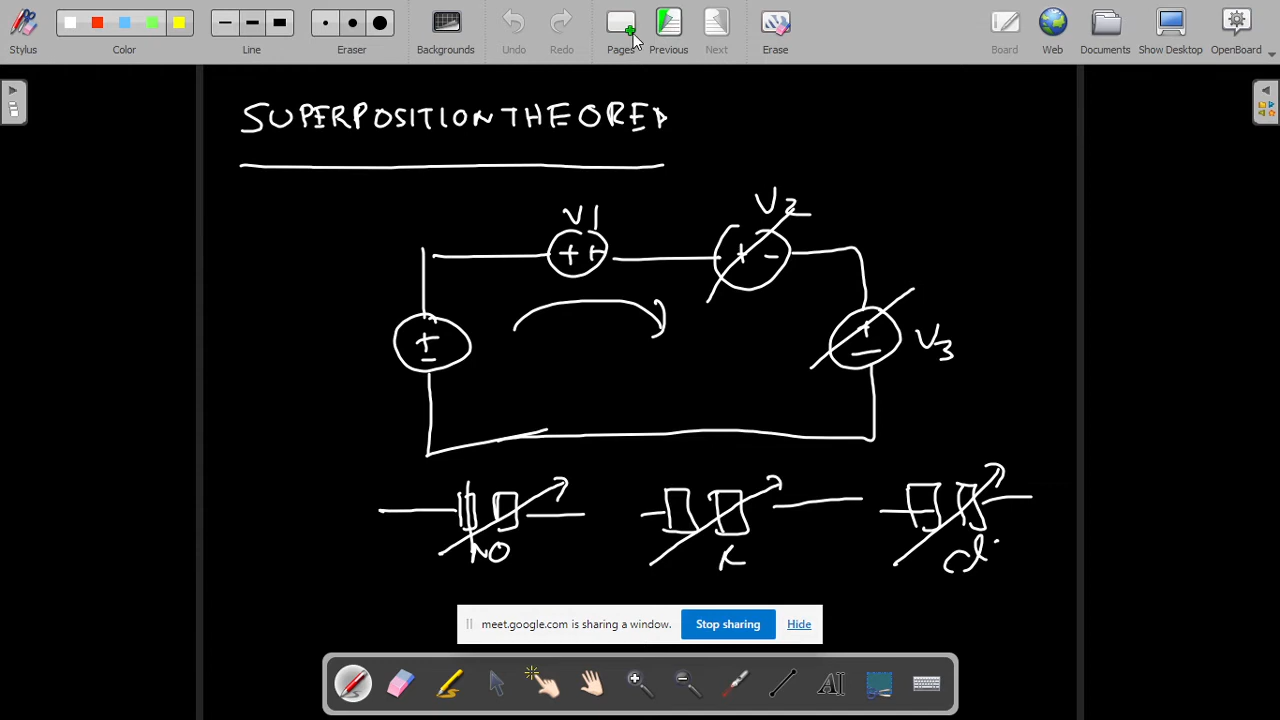 Stylus Color Line Eraser Backgrounds Undo Redo Pages Previous Next Erase Board Web Documents Show Desktop OpenBoard
SUPERPOSITION THEOREM
V1 V2
+ + + -
+
-
+
-
V3
NO K
meet.google.com is sharing a window. Stop sharing Hide
AI